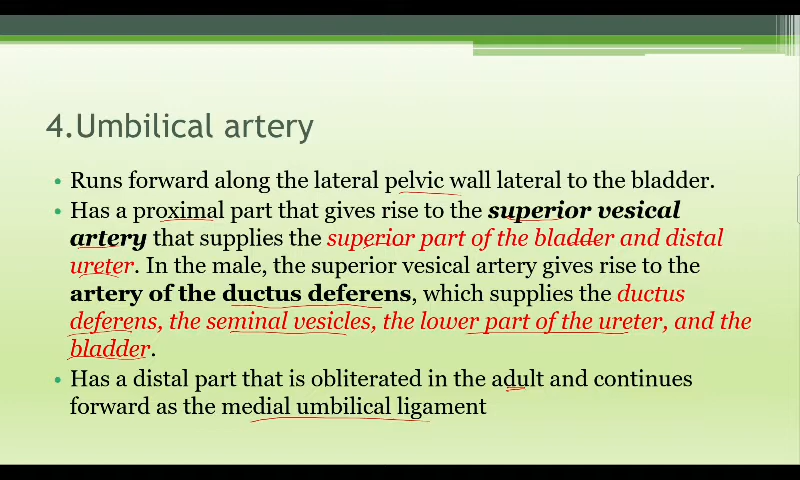 4.Umbilical artery
• Runs forward along the lateral pelvic wall lateral to the bladder.
• Has a proximal part that gives rise to the superior vesical
artery that supplies the superior part of the bladder and distal
ureter. In the male, the superior vesical artery gives rise to the
artery of the ductus deferens, which supplies the ductus
deferens, the seminal vesicles, the lower part of the ureter, and the
bladder.
• Has a distal part that is obliterated in the adult and continues
forward as the medial umbilical ligament